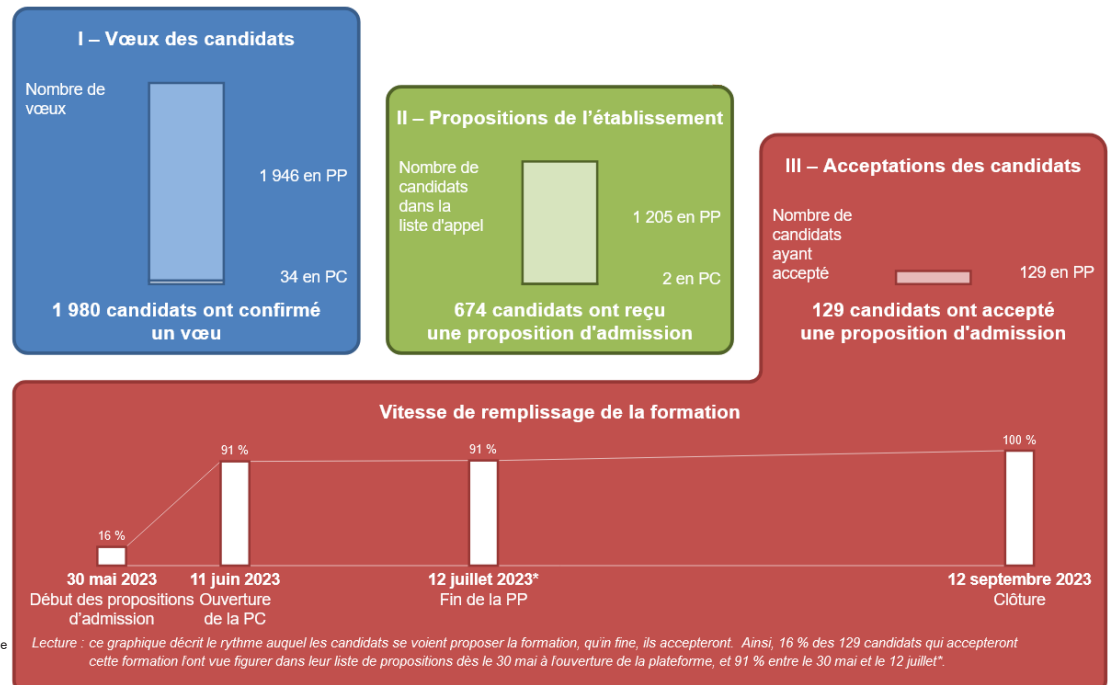 I – Vœux des candidats
Nombre de
vœux
1 946 en PP
34 en PC
1 980 candidats ont confirmé
un vœu
II – Propositions de l'établissement
Nombre de
candidats
dans la
liste d'appel
1 205 en PP
2 en PC
674 candidats ont reçu
une proposition d'admission
III – Acceptations des candidats
Nombre de
candidats
ayant
accepté
129 en PP
129 candidats ont accepté
une proposition d'admission
Vitesse de remplissage de la formation
16 %
91 %
91 %
100 %
30 mai 2023
Début des propositions
d'admission
11 juin 2023
Ouverture
de la PC
12 juillet 2023*
Fin de la PP
12 septembre 2023
Clôture
e
Lecture : ce graphique décrit le rythme auquel les candidats se voient proposer la formation, qu'in fine, ils accepteront. Ainsi, 16 % des 129 candidats qui accepteront
cette formation l'ont vue figurer dans leur liste de propositions dès le 30 mai à l'ouverture de la plateforme, et 91 % entre le 30 mai et le 12 juillet*.